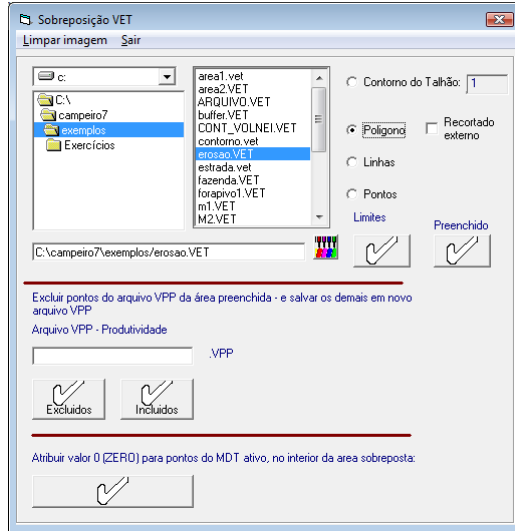 Sobreposição VET
Limpar imagem Sair
c:
C:\
campeiro7
exemplos
Exercícios
area1.vet
area2.VET
ARQUIVO.VET
buffer.VET
CONT_VOLNEI.VET
contorno.vet
erosao.VET
estrada.vet
fazenda.VET
forapivo1.VET
m1.VET
M2.VET
Contorno do Talhão: 1
Poligono
Recortado
externo
Linhas
Pontos
Limites
Preenchido
C:\campeiro7\exemplos/erosao.VET
Excluir pontos do arquivo VPP da área preenchida - e salvar os demais em novo
arquivo VPP
Arquivo VPP - Produtividade
.VPP
Excluidos
Incluidos
Atribuir valor 0 (ZERO) para pontos do MDT ativo, no interior da area sobreposta: